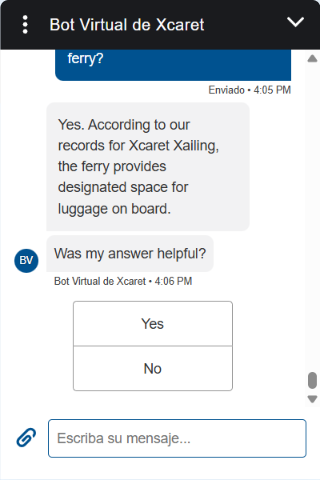 Bot Virtual de Xcaret
ferry?
Enviado • 4:05 PM
Yes. According to our
records for Xcaret Xailing,
the ferry provides
designated space for
luggage on board.
Was my answer helpful?
BV
Bot Virtual de Xcaret • 4:06 PM
Yes
No
Escriba su mensaje...